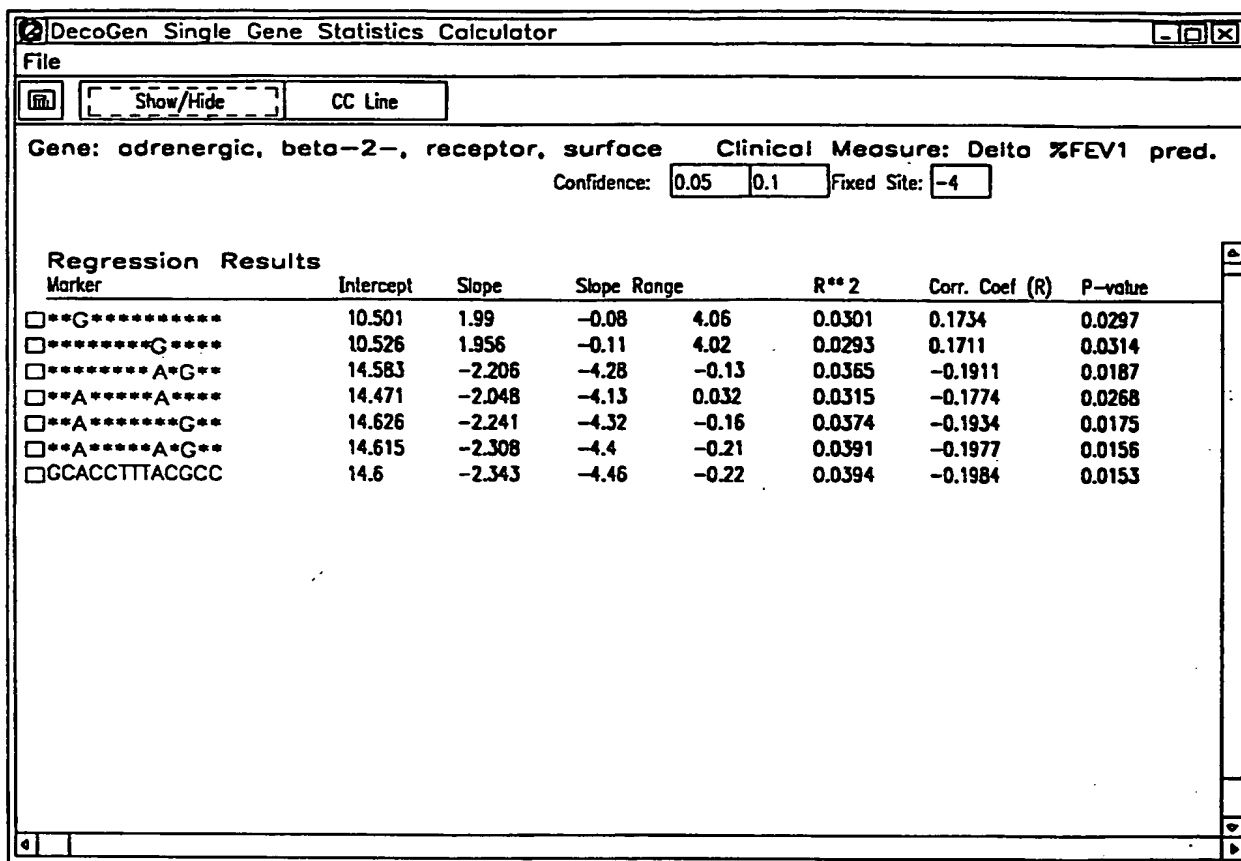 DecoGen Single Gene Statistics Calculator
File
Show/Hide CC Line
Gene: adrenergic, beta-2-, receptor, surface Clinical Measure: Delta %FEV1 pred.
Confidence: 0.05 0.1 Fixed Site: -4
Regression Results
Marker Intercept Slope Slope Range R**2 Corr. Coef (R) P-value
**G********** 10.501 1.99 -0.08 4.06 0.0301 0.1734 0.0297
********G**** 10.526 1.956 -0.11 4.02 0.0293 0.1711 0.0314
********A*G** 14.583 -2.206 -4.28 -0.13 0.0365 -0.1911 0.0187
**A*****A**** 14.471 -2.048 -4.13 0.032 0.0315 -0.1774 0.0268
**A*******G** 14.626 -2.241 -4.32 -0.16 0.0374 -0.1934 0.0175
**A*****A*G** 14.615 -2.308 -4.4 -0.21 0.0391 -0.1977 0.0156
GCACCTTTACGCC 14.6 -2.343 -4.46 -0.22 0.0394 -0.1984 0.0153